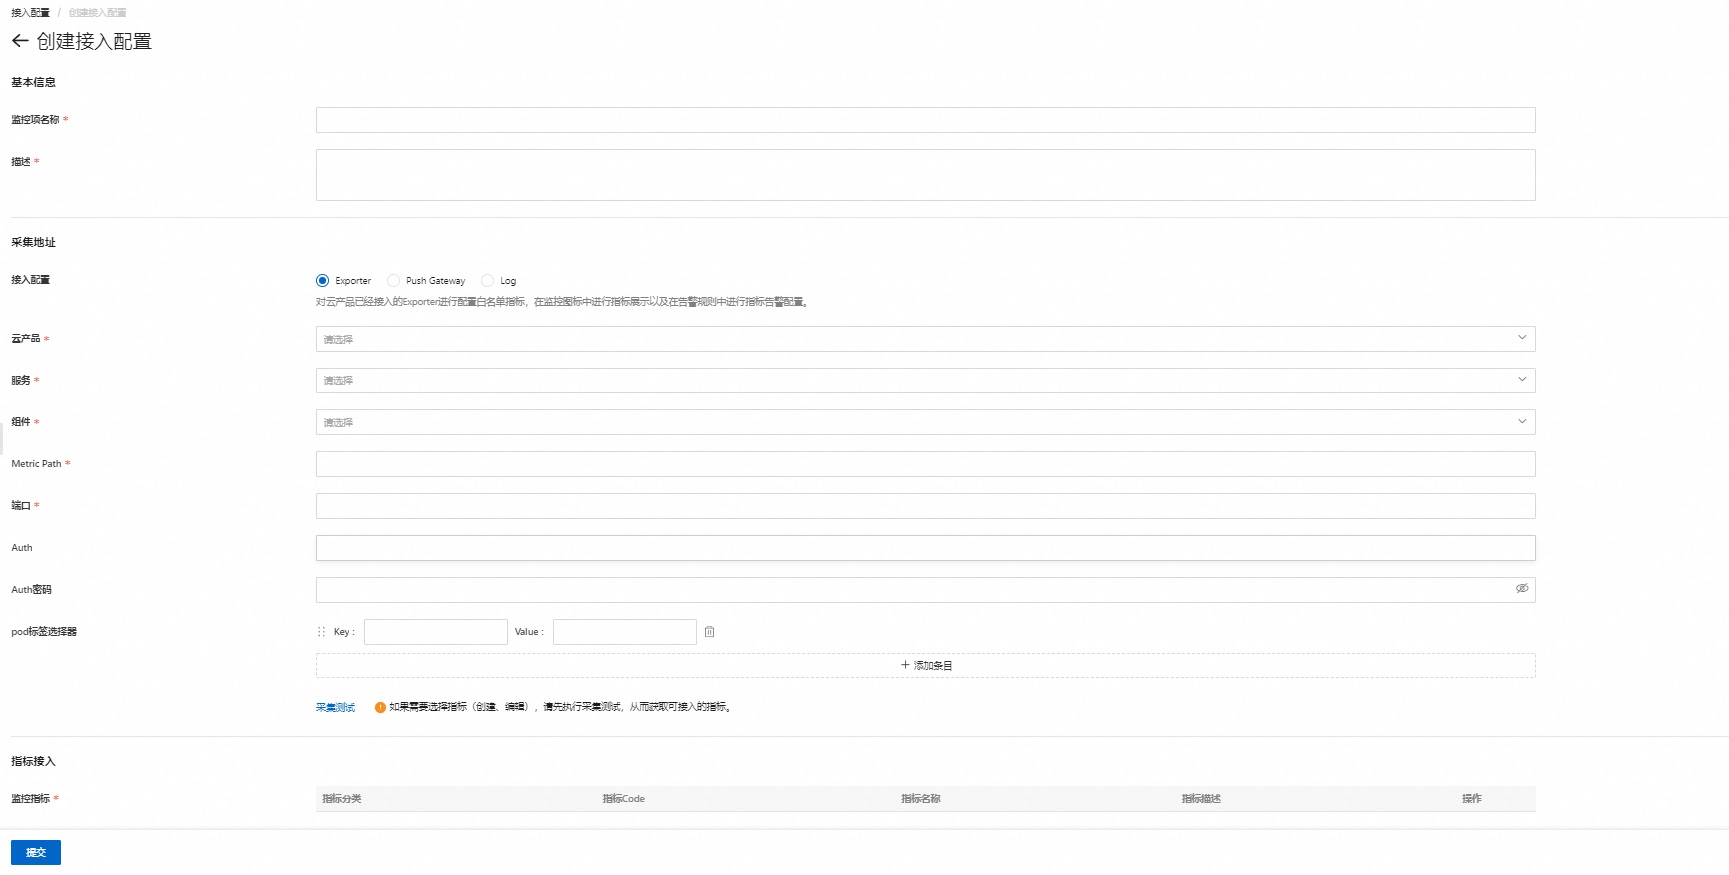 接入配置 / 创建接入配置
← 创建接入配置
基本信息
监控项名称 *
描述 *
采集地址
接入配置 Exporter Push Gateway Log
对云产品已经接入的Exporter进行配置白名单指标，在监控图标中进行指标展示以及在告警规则中进行指标告警配置。
云产品 * 请选择
服务 * 请选择
组件 * 请选择
Metric Path *
端口 *
Auth
Auth密码
pod标签选择器 Key : Value :
+ 添加条目
采集测试 如果需要选择指标（创建、编辑），请先执行采集测试，从而获取可接入的指标。
指标接入
监控指标 * 指标分类 指标Code 指标名称 指标描述 操作
提交